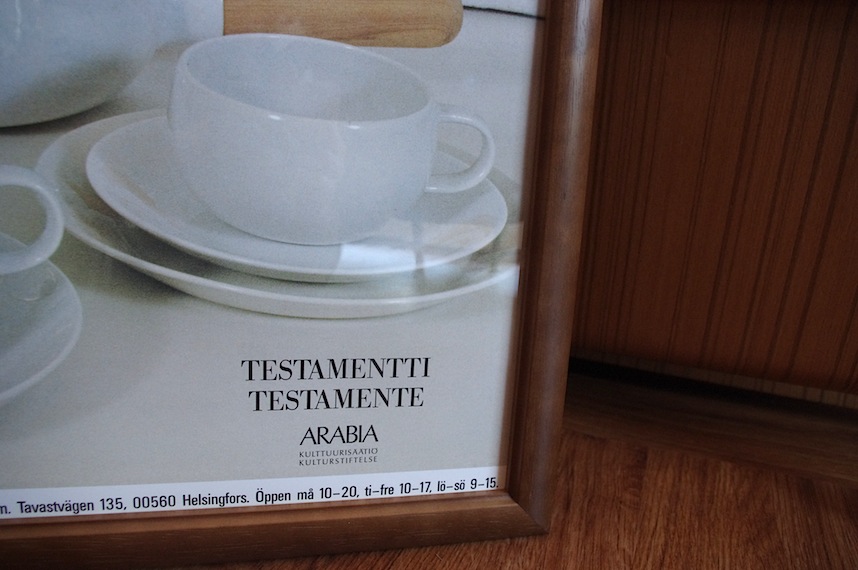 TESTAMENTTI
TESTAMENTE
ARABIA
KULTTUURISÄÄTIÖ
KULTURSTIFTELSE
m. Tavastvägen 135, 00560 Helsingfors. Öppen må 10–20, ti–fre 10–17, lö–sö 9–15.